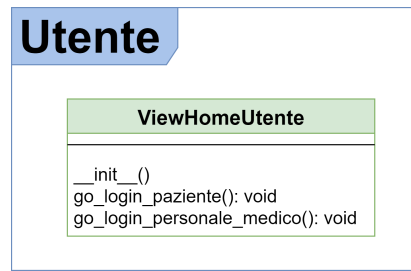 Utente
ViewHomeUtente
__init__()
go_login_paziente(): void
go_login_personale_medico(): void